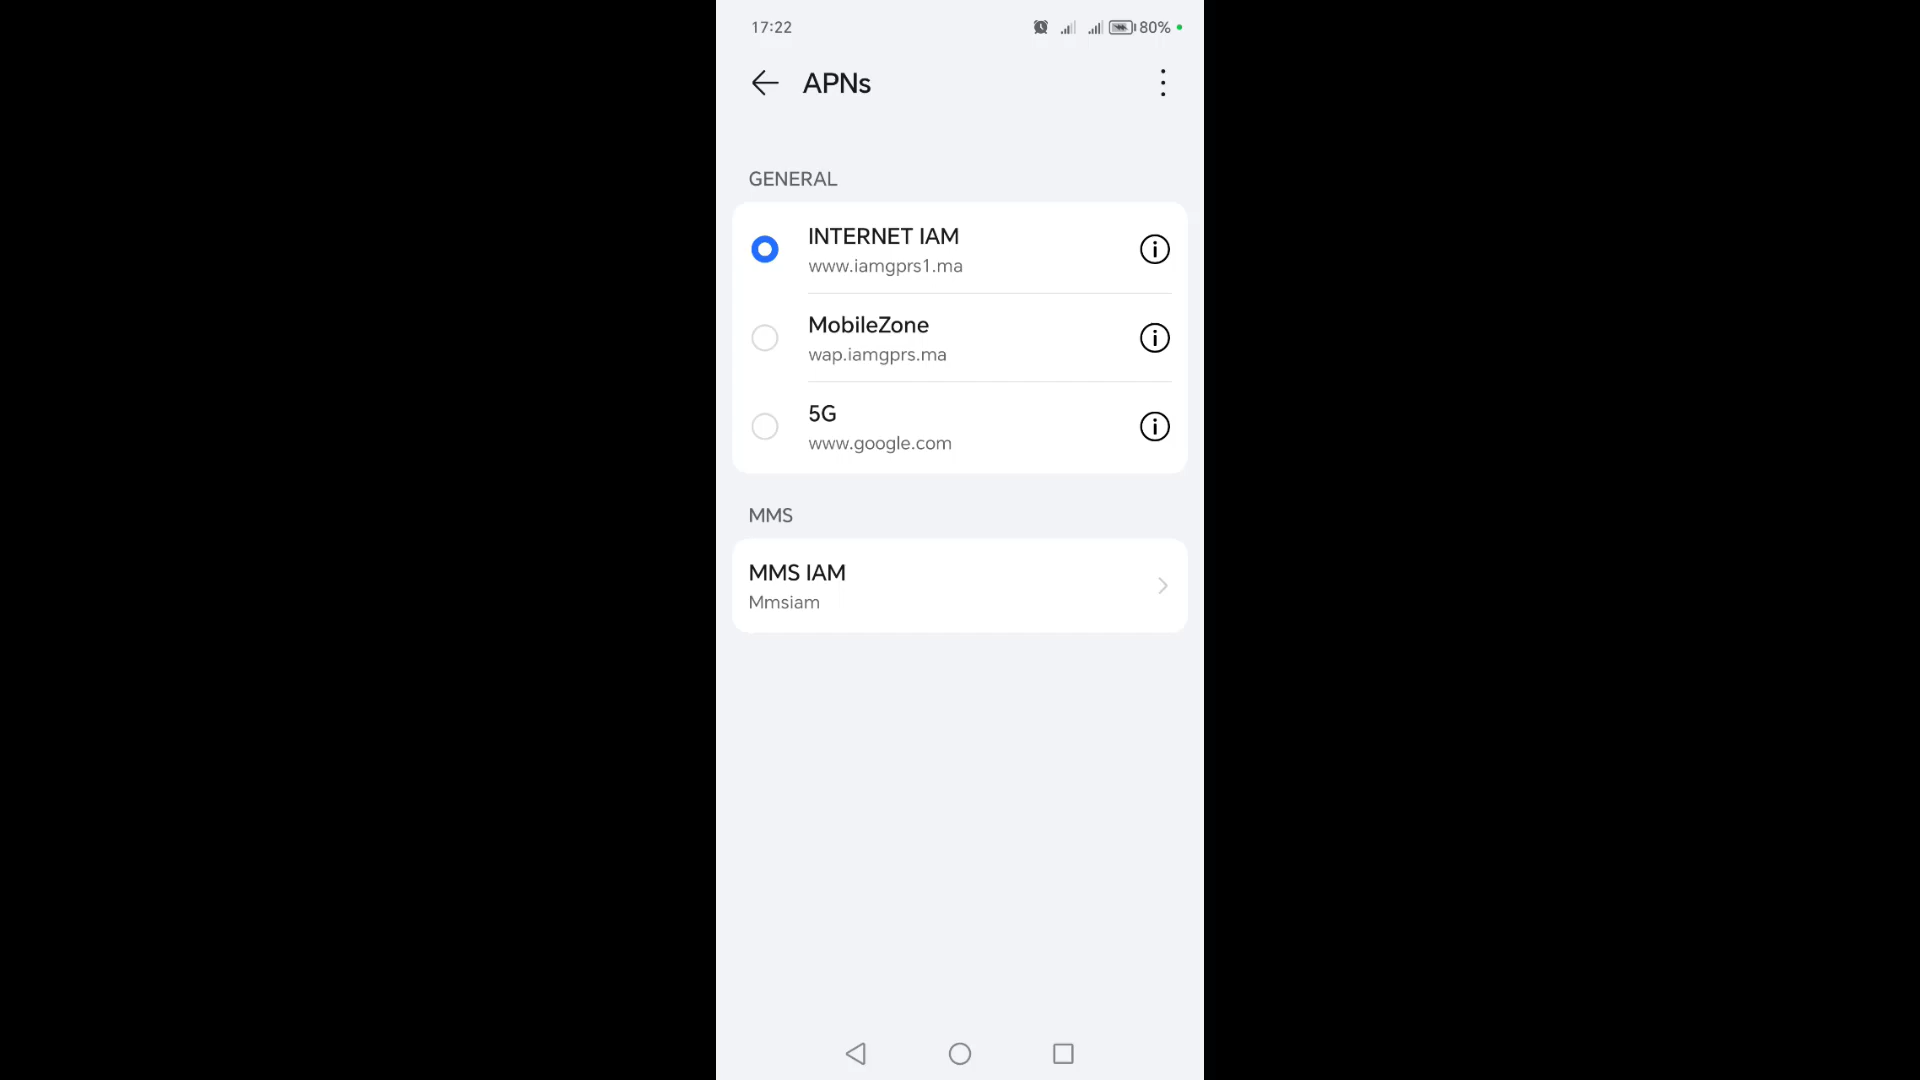 17:22
80%
APNs
GENERAL
INTERNET IAM
www.iamgprs1.ma
MobileZone
wap.iamgprs.ma
5G
www.google.com
MMS
MMS IAM
Mmsiam